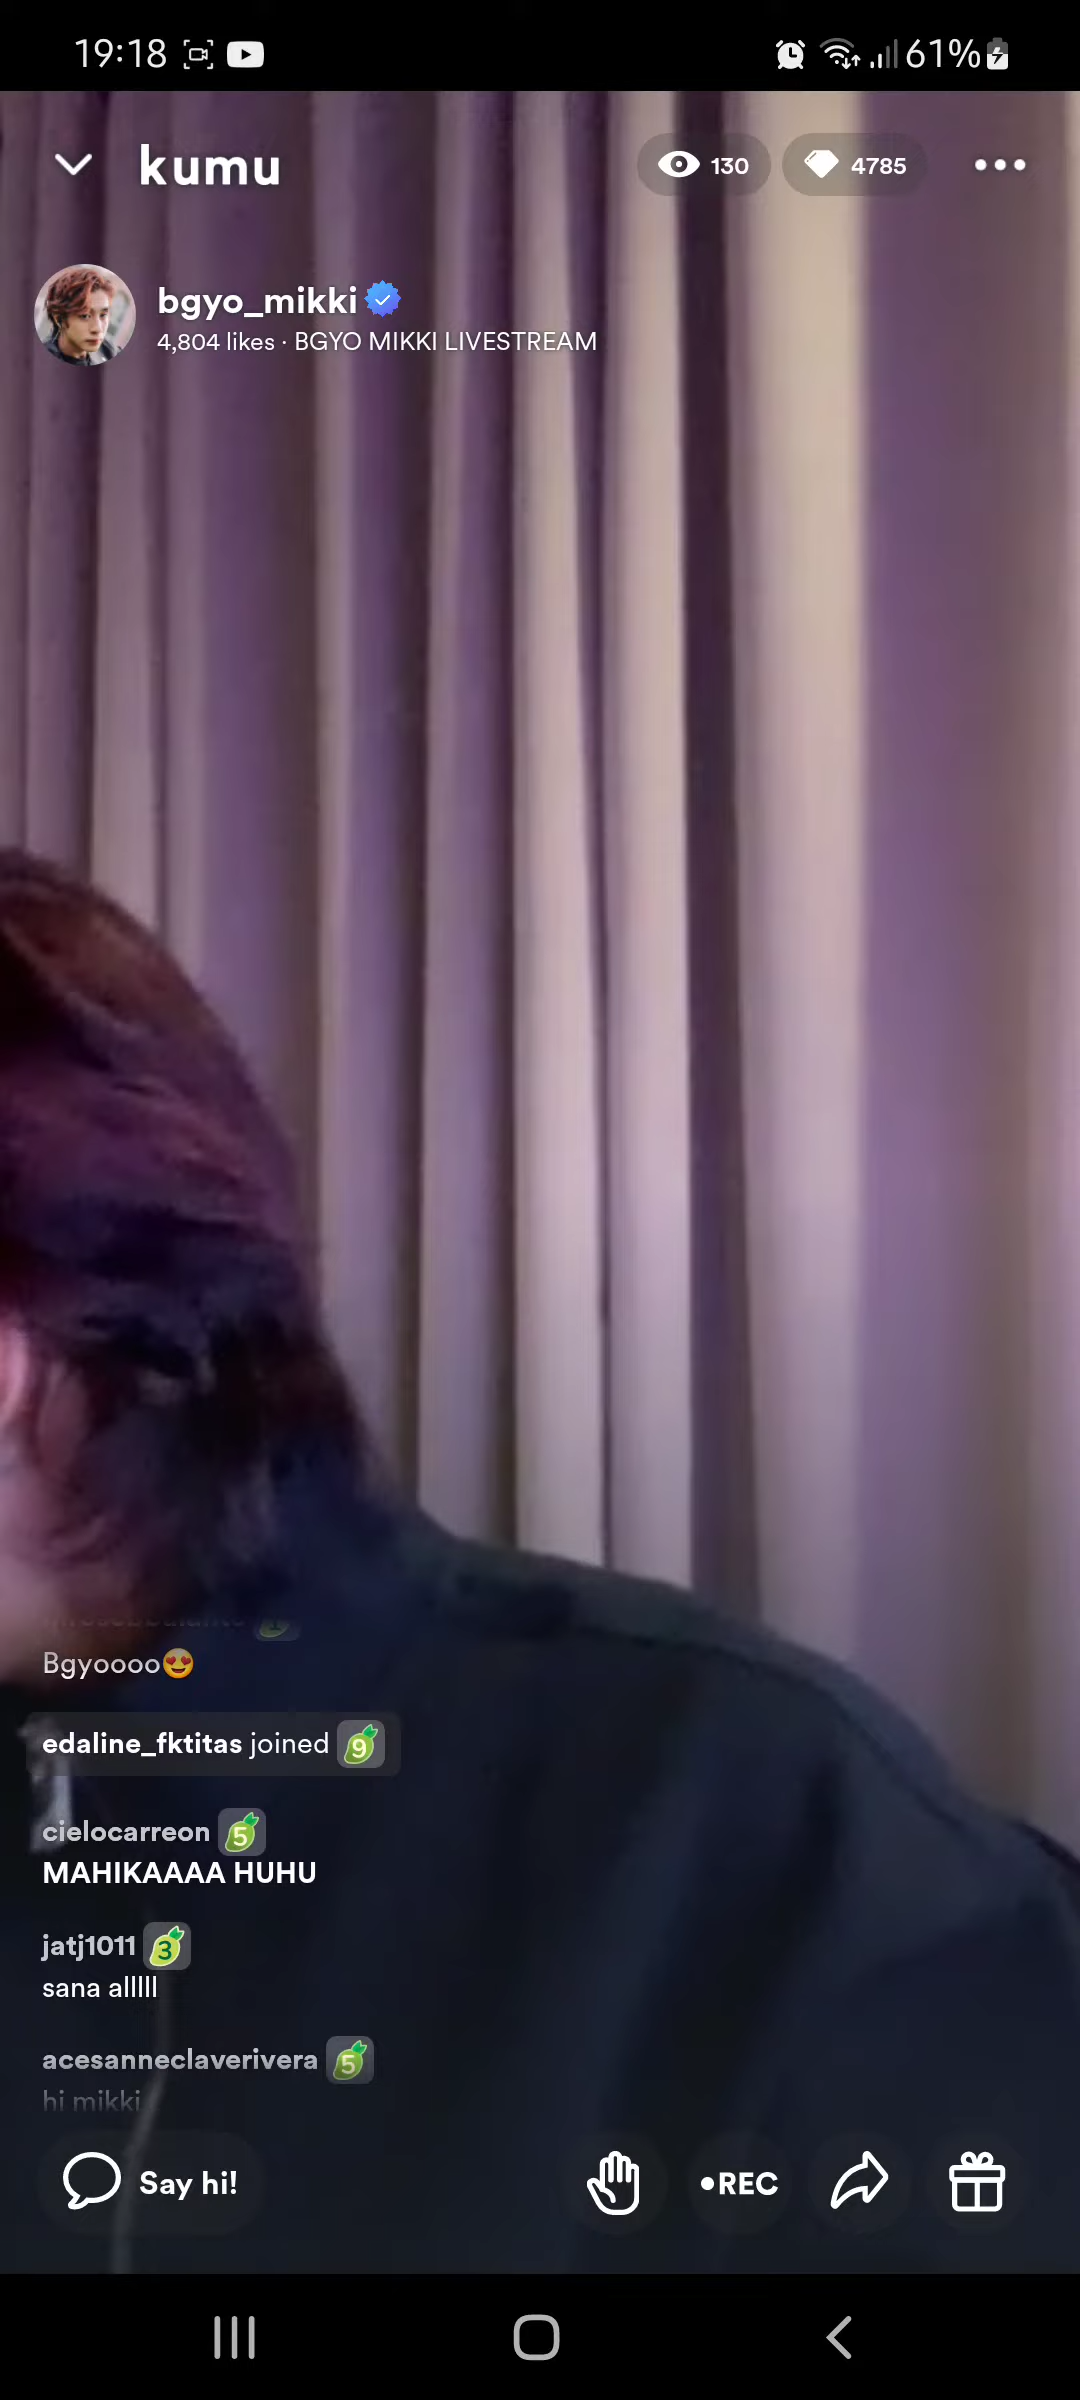 19:18
61%
kumu
130
4785
bgyo_mikki
4,804 likes · BGYO MIKKI LIVESTREAM
Bgyoooo😍
edaline_fktitas joined 9
cielocarreon 5
MAHIKAAAA HUHU
jatj1011 3
sana alllll
acesanneclaverivera 5
hi mikki
Say hi!
•REC